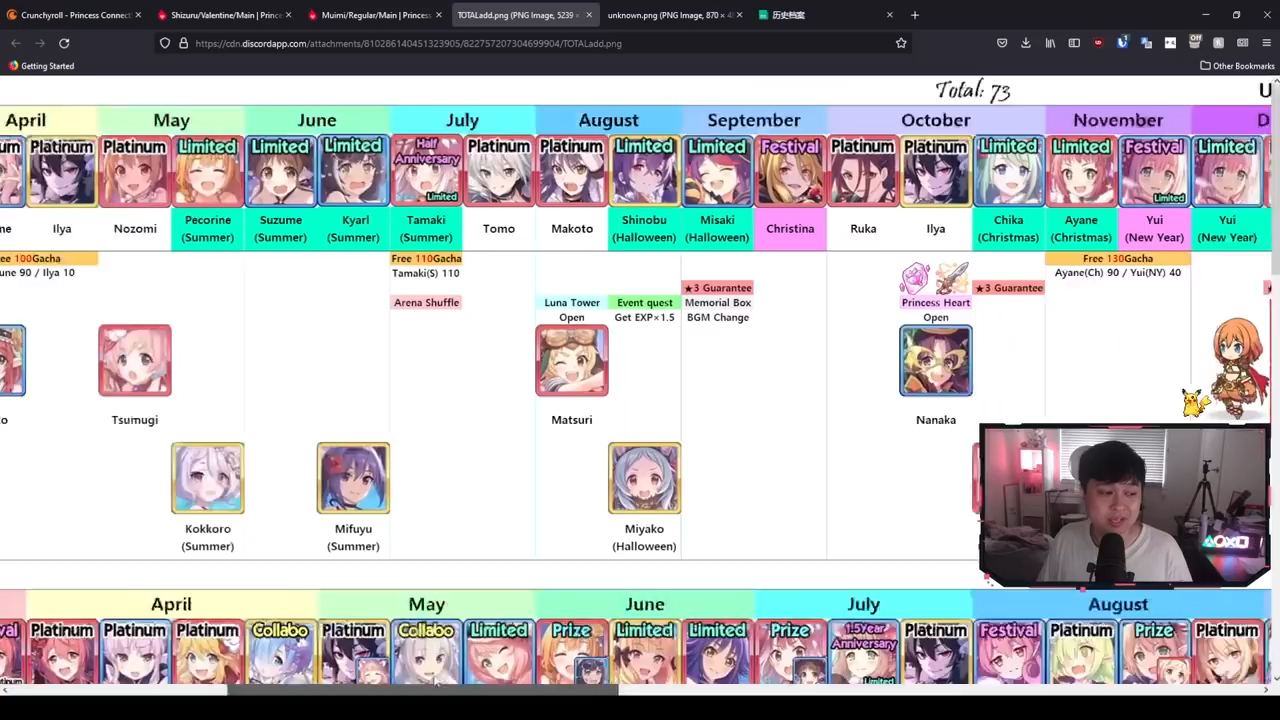 Crunchyroll - Princess Connect!
Shizuru/Valentine/Main | Prince
Muimi/Regular/Main | Princess
TOTALadd.png (PNG Image, 5239
unknown.png (PNG Image, 870 ×
历史档案
https://cdn.discordapp.com/attachments/810286140451323905/822757207304699904/TOTALadd.png
Getting Started
Other Bookmarks
Total: 73
April May June July August September October November
Platinum Platinum Limited Limited Limited Half Anniversary Limited Platinum Platinum Limited Limited Festival Platinum Platinum Limited Limited Festival Limited Limited
Ilya Nozomi Pecorine (Summer) Suzume (Summer) Kyarl (Summer) Tamaki (Summer) Tomo Makoto Shinobu (Halloween) Misaki (Halloween) Christina Ruka Ilya Chika (Christmas) Ayane (Christmas) Yui (New Year) Yui (New Year)
100Gacha Free 110Gacha Free 130Gacha
90 / Ilya 10 Tamaki(S) 110 Ayane(Ch) 90 / Yui(NY) 40
★3 Guarantee ★3 Guarantee
Arena Shuffle Luna Tower Event quest Memorial Box Princess Heart
Open Get EXP×1.5 BGM Change Open
Tsumugi Matsuri Nanaka
Kokkoro Mifuyu Miyako
(Summer) (Summer) (Halloween)
April May June July August
Platinum Platinum Platinum Collabo Platinum Collabo Limited Prize Limited Limited Prize 1.5Year Anniversary Limited Platinum Festival Platinum Prize Platinum